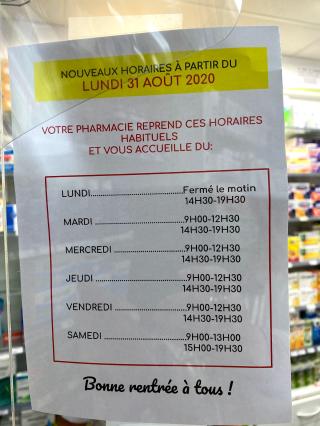 NOUVEAUX HORAIRES À PARTIR DU
LUNDI 31 AOÛT 2020
VOTRE PHARMACIE REPREND CES HORAIRES
HABITUELS
ET VOUS ACCUEILLE DU:
LUNDI..............................Fermé le matin
14H30-19H30
MARDI ..............................9H00-12H30
14H30-19H30
MERCREDI ........................9H00-12H30
14H30-19H30
JEUDI ..............................9H00-12H30
14H30-19H30
VENDREDI ........................9H00-12H30
14H30-19H30
SAMEDI ............................9H00-13H00
15H00-19H30
Bonne rentrée à tous !